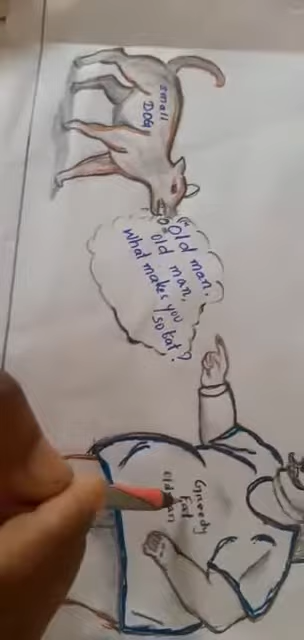 small
DOG
"Old man,
old man,
What makes you
so fat?
Greedy
Fat
old man